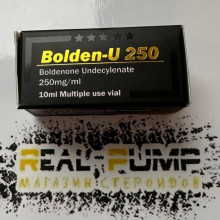 Bolden-U 250
Boldenone Undecylenate
250mg/ml
10ml Multiple use vial
REAL-PUMP
МАГАЗИН СТЕРОИДОВ